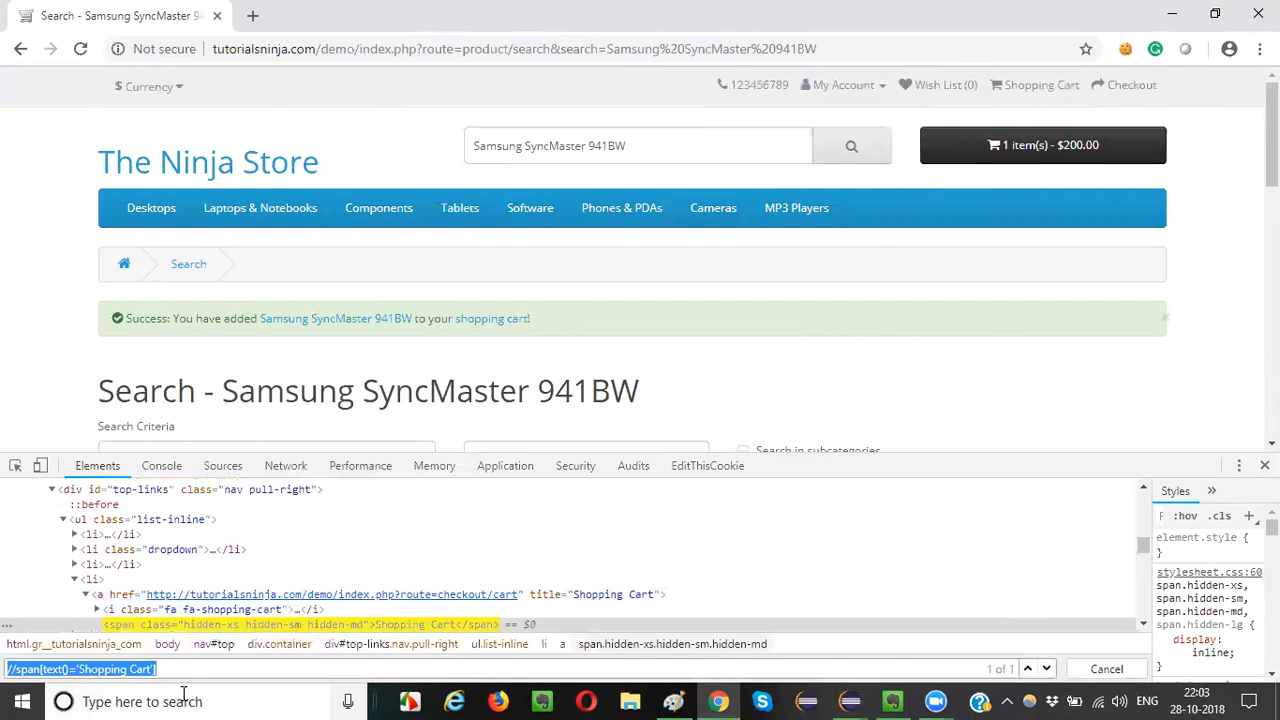 Search - Samsung SyncMaster 9
Not secure
tutorialsninja.com/demo/index.php?route=product/search&search=Samsung%20SyncMaster%20941BW
$ Currency
123456789
My Account
Wish List (0)
Shopping Cart
Checkout
The Ninja Store
Samsung SyncMaster 941BW
1 item(s) - $200.00
Desktops
Laptops & Notebooks
Components
Tablets
Software
Phones & PDAs
Cameras
MP3 Players
Search
Success: You have added Samsung SyncMaster 941BW to your shopping cart!
Search - Samsung SyncMaster 941BW
Search Criteria
Search in subcategories
Elements
Console
Sources
Network
Performance
Memory
Application
Security
Audits
EditThisCookie
<div id="top-links" class="nav pull-right">
::before
<ul class="list-inline">
<li>…</li>
<li class="dropdown">…</li>
<li>…</li>
<li>
<a href="http://tutorialsninja.com/demo/index.php?route=checkout/cart" title="Shopping Cart">
<i class="fa fa-shopping-cart">…</i>
<span class="hidden-xs hidden-sm hidden-md">Shopping Cart</span> == $0
html.gr__tutorialsninja_com
body
nav#top
div.container
div#top-links.nav.pull-right
ul.list-inline
li
a
span.hidden-xs.hidden-sm.hidden-md
//span[text()='Shopping Cart']
1 of 1
Cancel
Styles
F
:hov
.cls
element.style {
}
stylesheet.css:60
span.hidden-xs,
span.hidden-sm,
span.hidden-md,
span.hidden-lg {
display:
inline;
}
Type here to search
ENG
22:03
28-10-2018